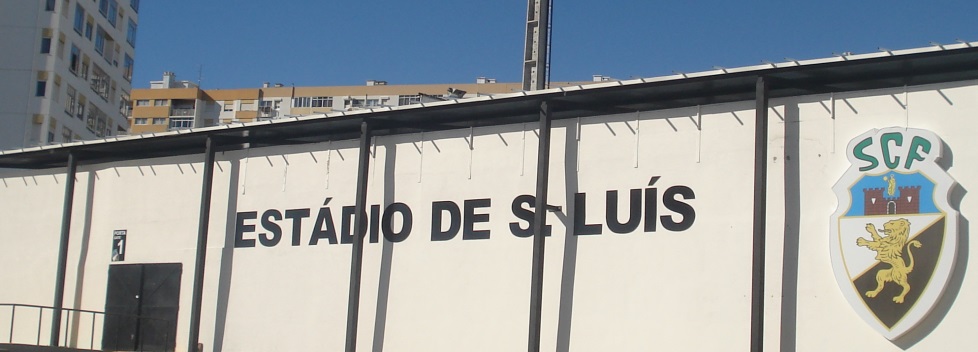 ESTÁDIO DE S. LUÍS
SCF
1